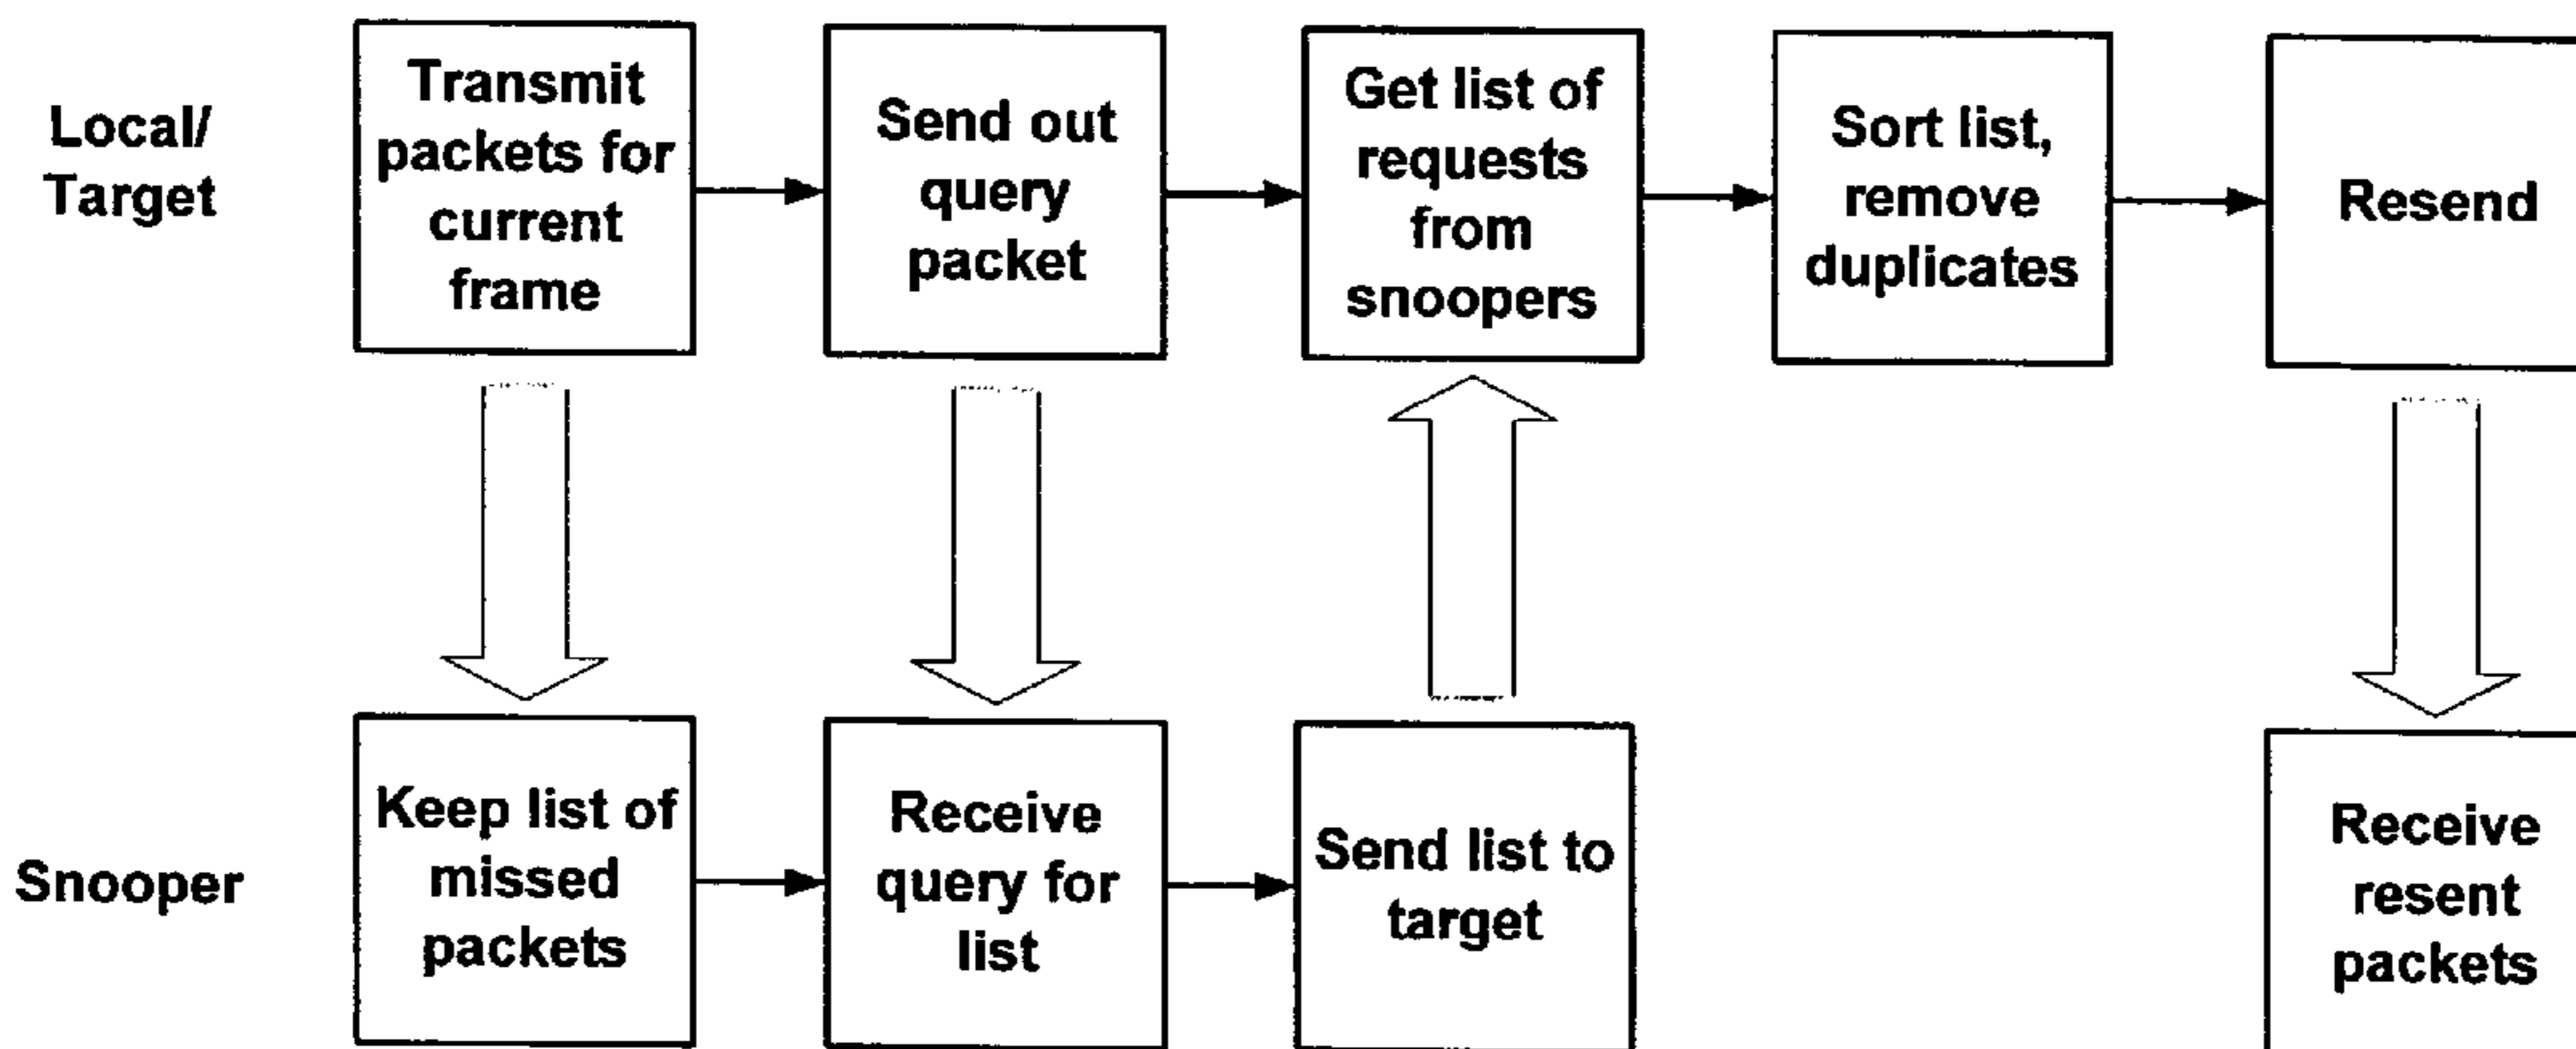 Local/
Target
Transmit
packets for
current
frame
Send out
query
packet
Get list of
requests
from
snoopers
Sort list,
remove
duplicates
Resend
Snooper
Keep list of
missed
packets
Receive
query for
list
Send list to
target
Receive
resent
packets